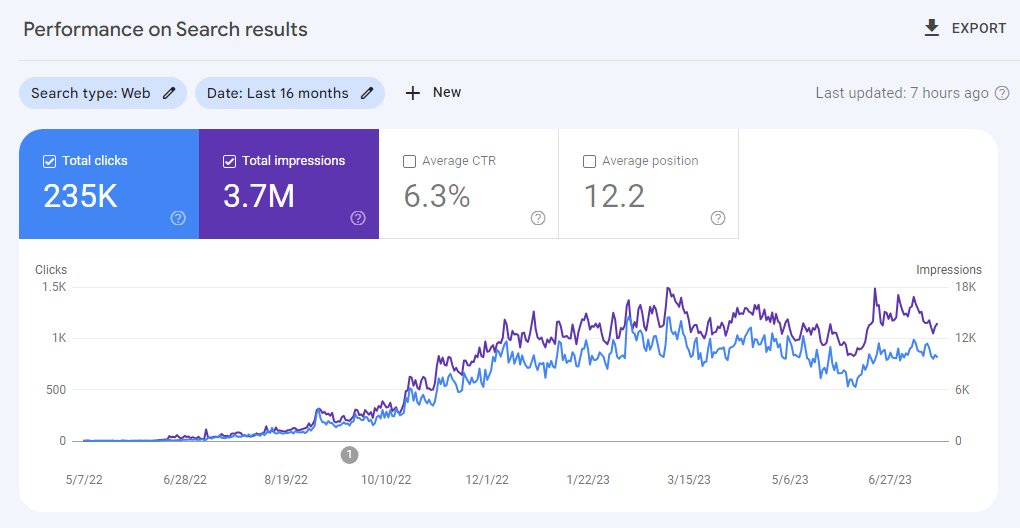 Performance on Search results
EXPORT
Search type: Web
Date: Last 16 months
New
Last updated: 7 hours ago
Total clicks
235K
Total impressions
3.7M
Average CTR
6.3%
Average position
12.2
Clicks
Impressions
1.5K
18K
1K
12K
500
6K
0
0
1
5/7/22 6/28/22 8/19/22 10/10/22 12/1/22 1/22/23 3/15/23 5/6/23 6/27/23